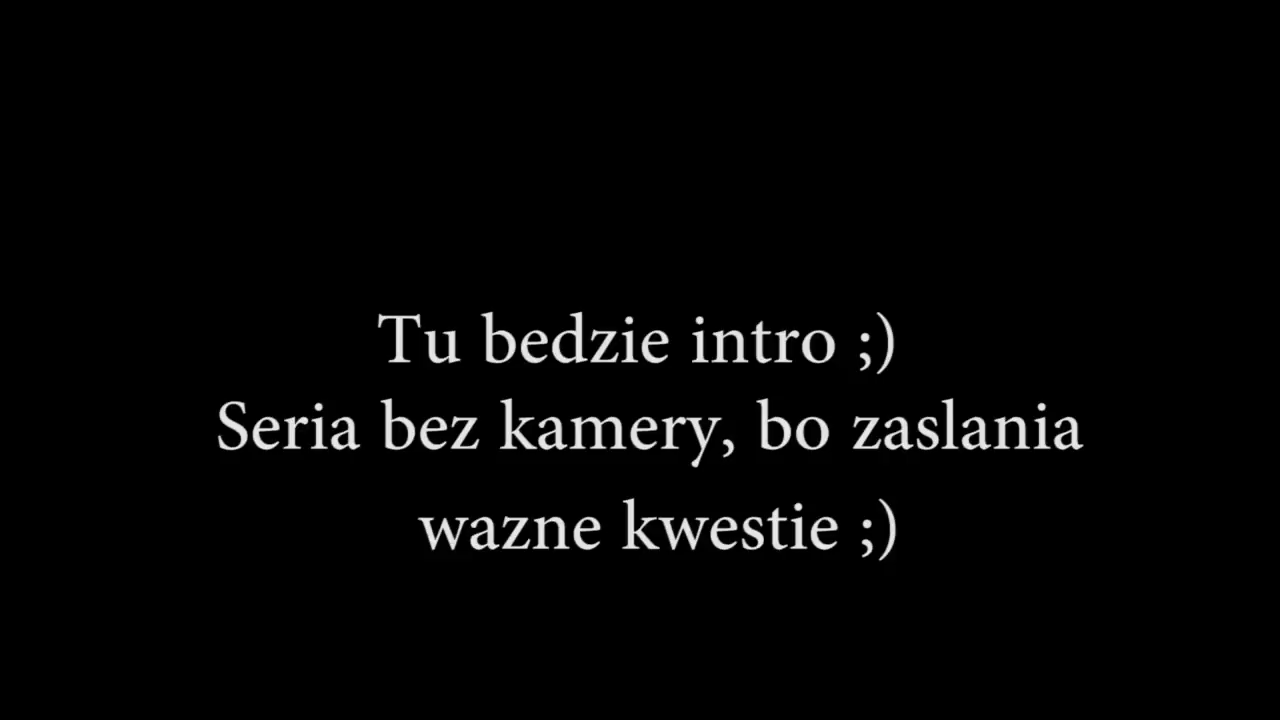 Tu bedzie intro ;)
Seria bez kamery, bo zaslania
wazne kwestie ;)